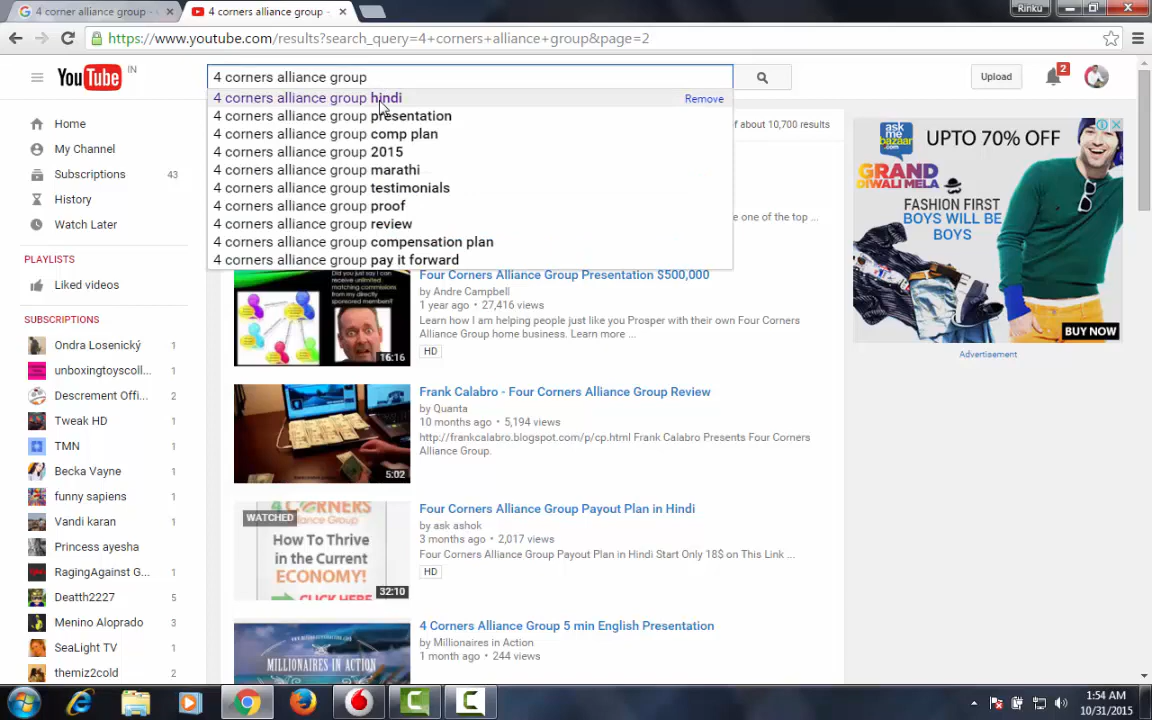 4 corner alliance group -
4 corners alliance group -
Rinku
https://www.youtube.com/results?search_query=4+corners+alliance+group&page=2
YouTube IN
4 corners alliance group
Upload
2
4 corners alliance group hindi
Remove
4 corners alliance group presentation
4 corners alliance group comp plan
4 corners alliance group 2015
4 corners alliance group marathi
4 corners alliance group testimonials
4 corners alliance group proof
4 corners alliance group review
4 corners alliance group compensation plan
4 corners alliance group pay it forward
of about 10,700 results
e one of the top ...
Home
My Channel
Subscriptions 43
History
Watch Later
PLAYLISTS
Liked videos
SUBSCRIPTIONS
Ondra Losenický 1
unboxingtoyscoll... 1
Descrement Offi... 2
Tweak HD 1
TMN 1
Becka Vayne 1
funny sapiens 1
Vandi karan 1
Princess ayesha 1
RagingAgainst G... 1
Deatth2227 5
Menino Aloprado 1
SeaLight TV 1
themiz2cold 2
Four Corners Alliance Group Presentation $500,000
by Andre Campbell
1 year ago • 27,416 views
Learn how I am helping people just like you Prosper with their own Four Corners
Alliance Group home business. Learn more ...
HD
16:16
Frank Calabro - Four Corners Alliance Group Review
by Quanta
10 months ago • 5,194 views
http://frankcalabro.blogspot.com/p/cp.html Frank Calabro Presents Four Corners
Alliance Group.
5:02
Four Corners Alliance Group Payout Plan in Hindi
by ask ashok
3 months ago • 2,017 views
Four Corners Alliance Group Payout Plan in Hindi Start Only 18$ on This Link ...
HD
WATCHED
How To Thrive
in the Current
ECONOMY!
CLICK HERE
32:10
4 Corners Alliance Group 5 min English Presentation
by Millionaires in Action
1 month ago • 244 views
MILLIONAIRES IN ACTION
ask me bazaar.com
UPTO 70% OFF
GRAND
DIWALI MELA
FASHION FIRST
BOYS WILL BE
BOYS
BUY NOW
Advertisement
1:54 AM
10/31/2015